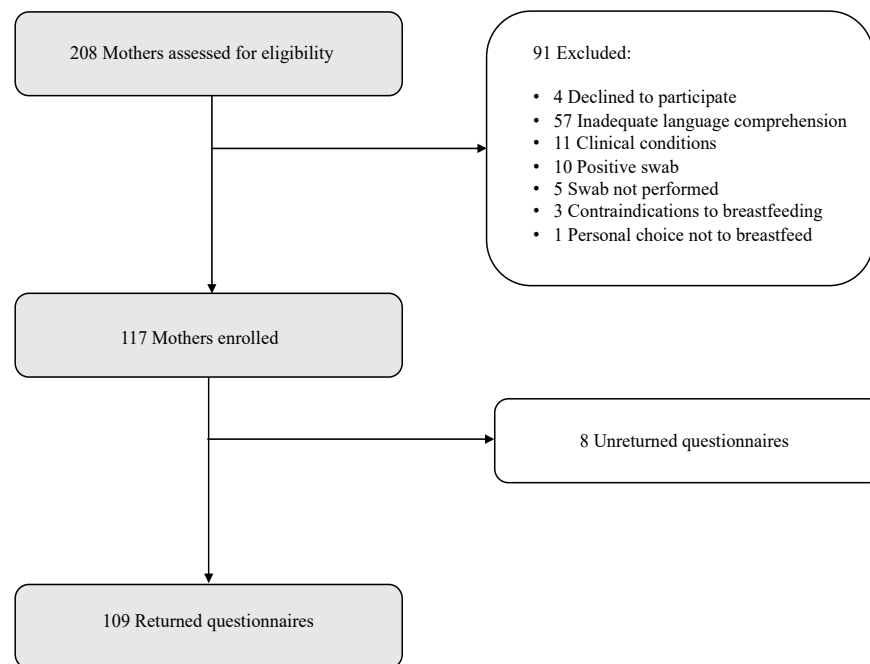 208 Mothers assessed for eligibility
91 Excluded:
• 4 Declined to participate
• 57 Inadequate language comprehension
• 11 Clinical conditions
• 10 Positive swab
• 5 Swab not performed
• 3 Contraindications to breastfeeding
• 1 Personal choice not to breastfeed
117 Mothers enrolled
8 Unreturned questionnaires
109 Returned questionnaires